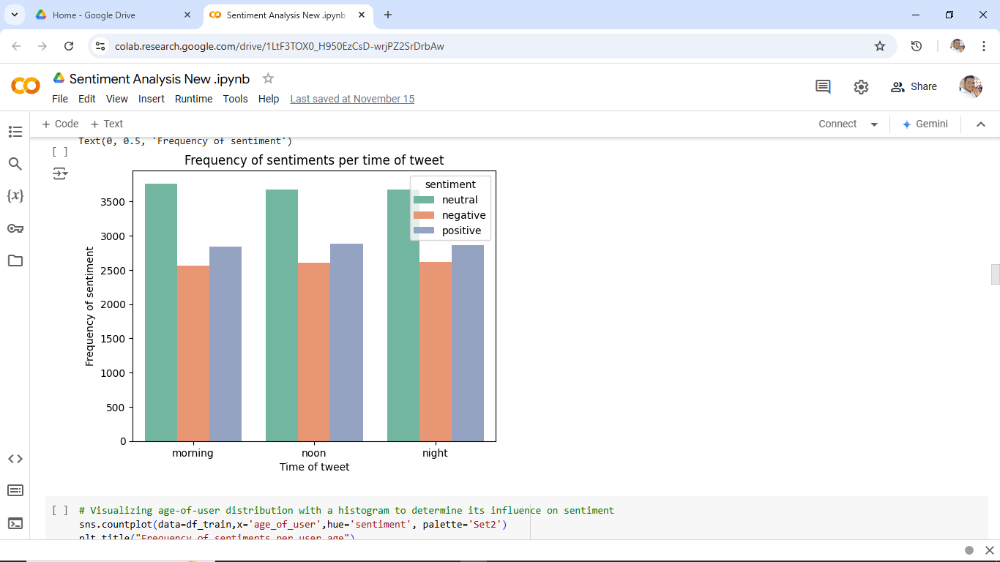 Home - Google Drive
Sentiment Analysis New .ipynb
colab.research.google.com/drive/1LtF3TOX0_H950EzCsD-wrjPZ2SrDrbAw
Sentiment Analysis New .ipynb
File Edit View Insert Runtime Tools Help Last saved at November 15
Share
+ Code + Text
Connect
Gemini
Text(0, 0.5, 'Frequency of sentiment')
[ ]
{x}
Frequency of sentiments per time of tweet
sentiment
neutral
negative
positive
3500
3000
2500
2000
1500
1000
500
0
Frequency of sentiment
morning noon night
Time of tweet
[ ] # Visualizing age-of-user distribution with a histogram to determine its influence on sentiment
sns.countplot(data=df_train,x='age_of_user',hue='sentiment', palette='Set2')
plt.title("Frequency of sentiments per user age")